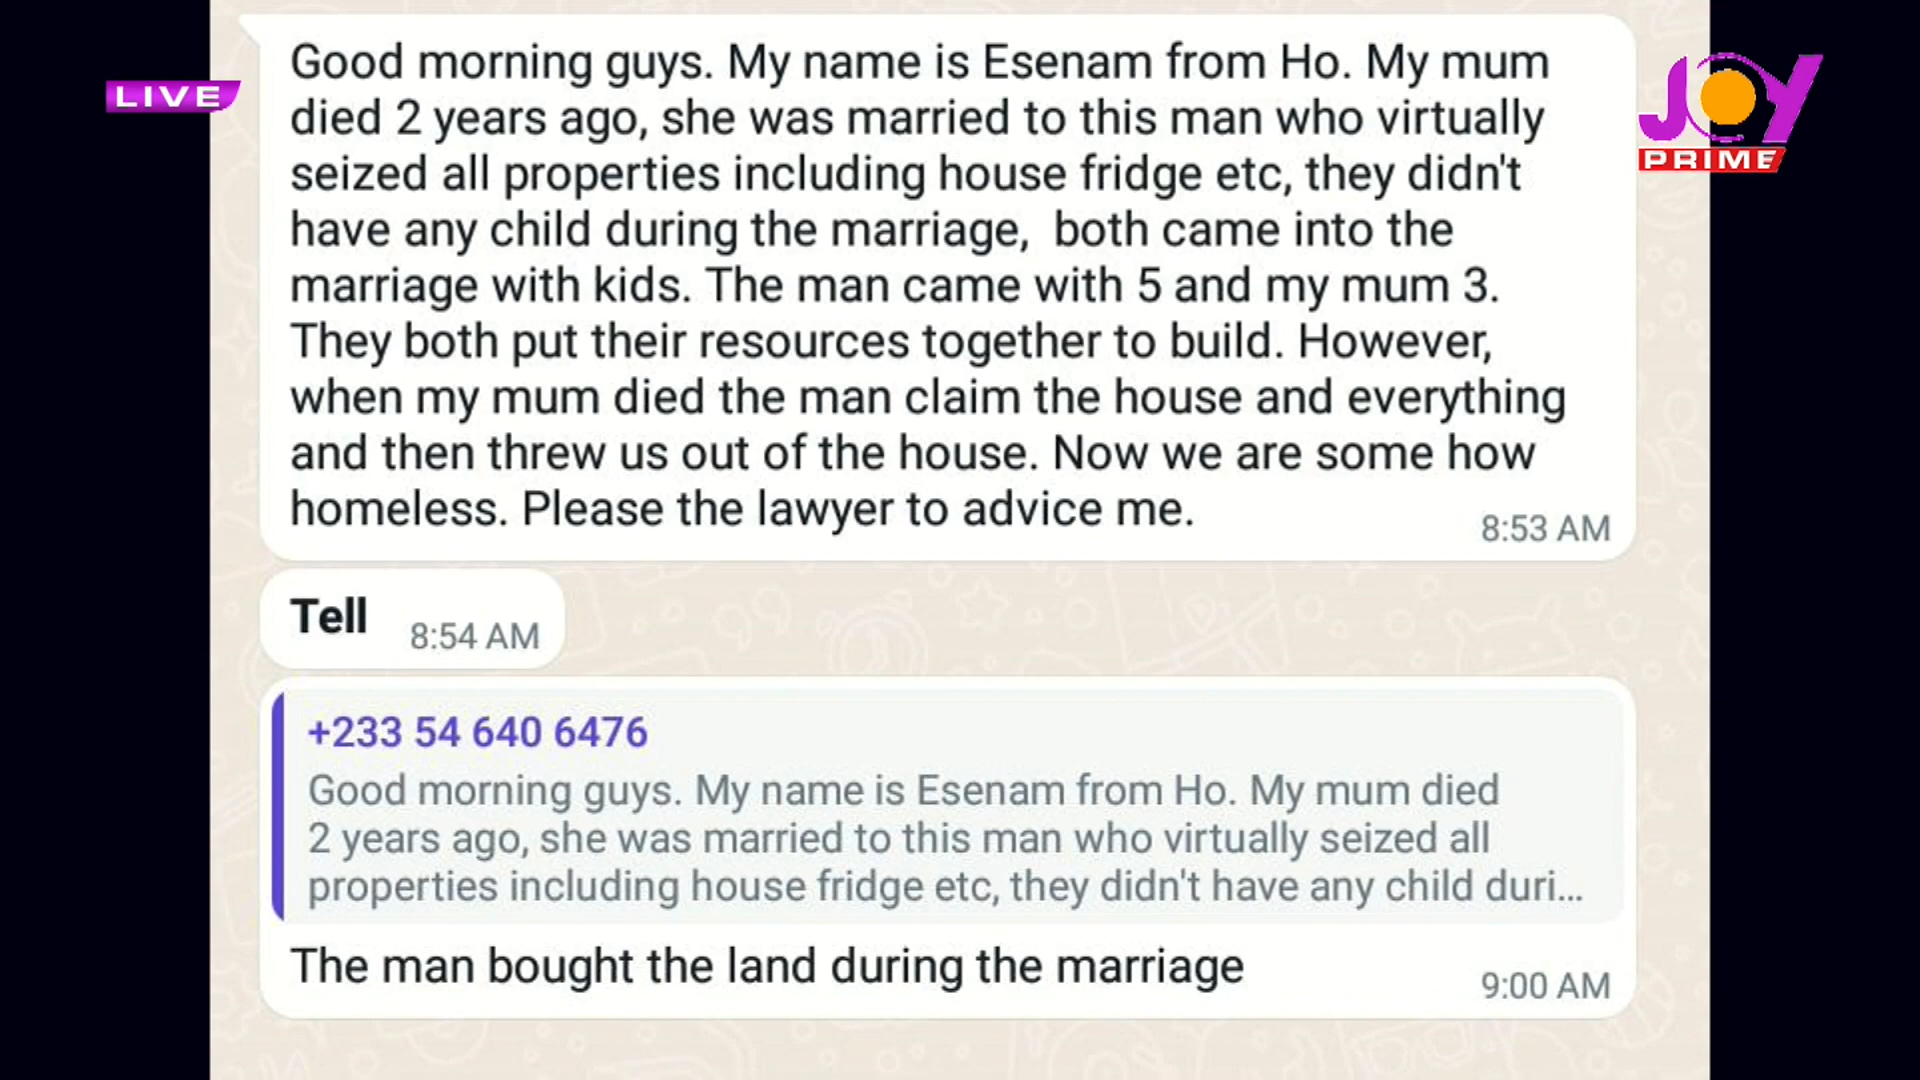 Good morning guys. My name is Esenam from Ho. My mum
died 2 years ago, she was married to this man who virtually
seized all properties including house fridge etc, they didn't
have any child during the marriage,  both came into the
marriage with kids. The man came with 5 and my mum 3.
They both put their resources together to build. However,
when my mum died the man claim the house and everything
and then threw us out of the house. Now we are some how
homeless. Please the lawyer to advice me.
8:53 AM
LIVE
JOY
PRIME
Tell
8:54 AM
+233 54 640 6476
Good morning guys. My name is Esenam from Ho. My mum died
2 years ago, she was married to this man who virtually seized all
properties including house fridge etc, they didn't have any child duri...
The man bought the land during the marriage
9:00 AM